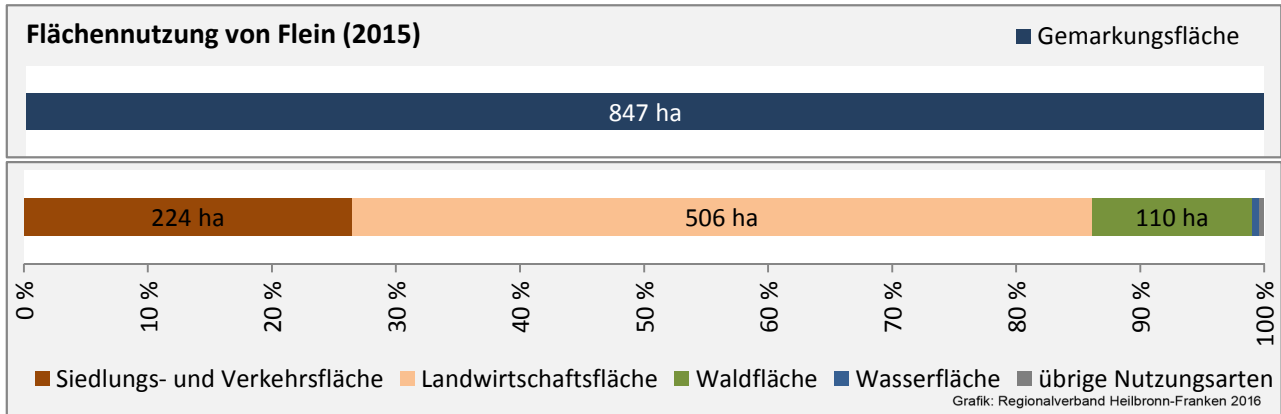 Flächennutzung von Flein (2015)
Gemarkungsfläche
847 ha
224 ha 506 ha 110 ha
0 % 10 % 20 % 30 % 40 % 50 % 60 % 70 % 80 % 90 % 100 %
Siedlungs- und Verkehrsfläche Landwirtschaftsfläche Waldfläche Wasserfläche übrige Nutzungsarten
Grafik: Regionalverband Heilbronn-Franken 2016